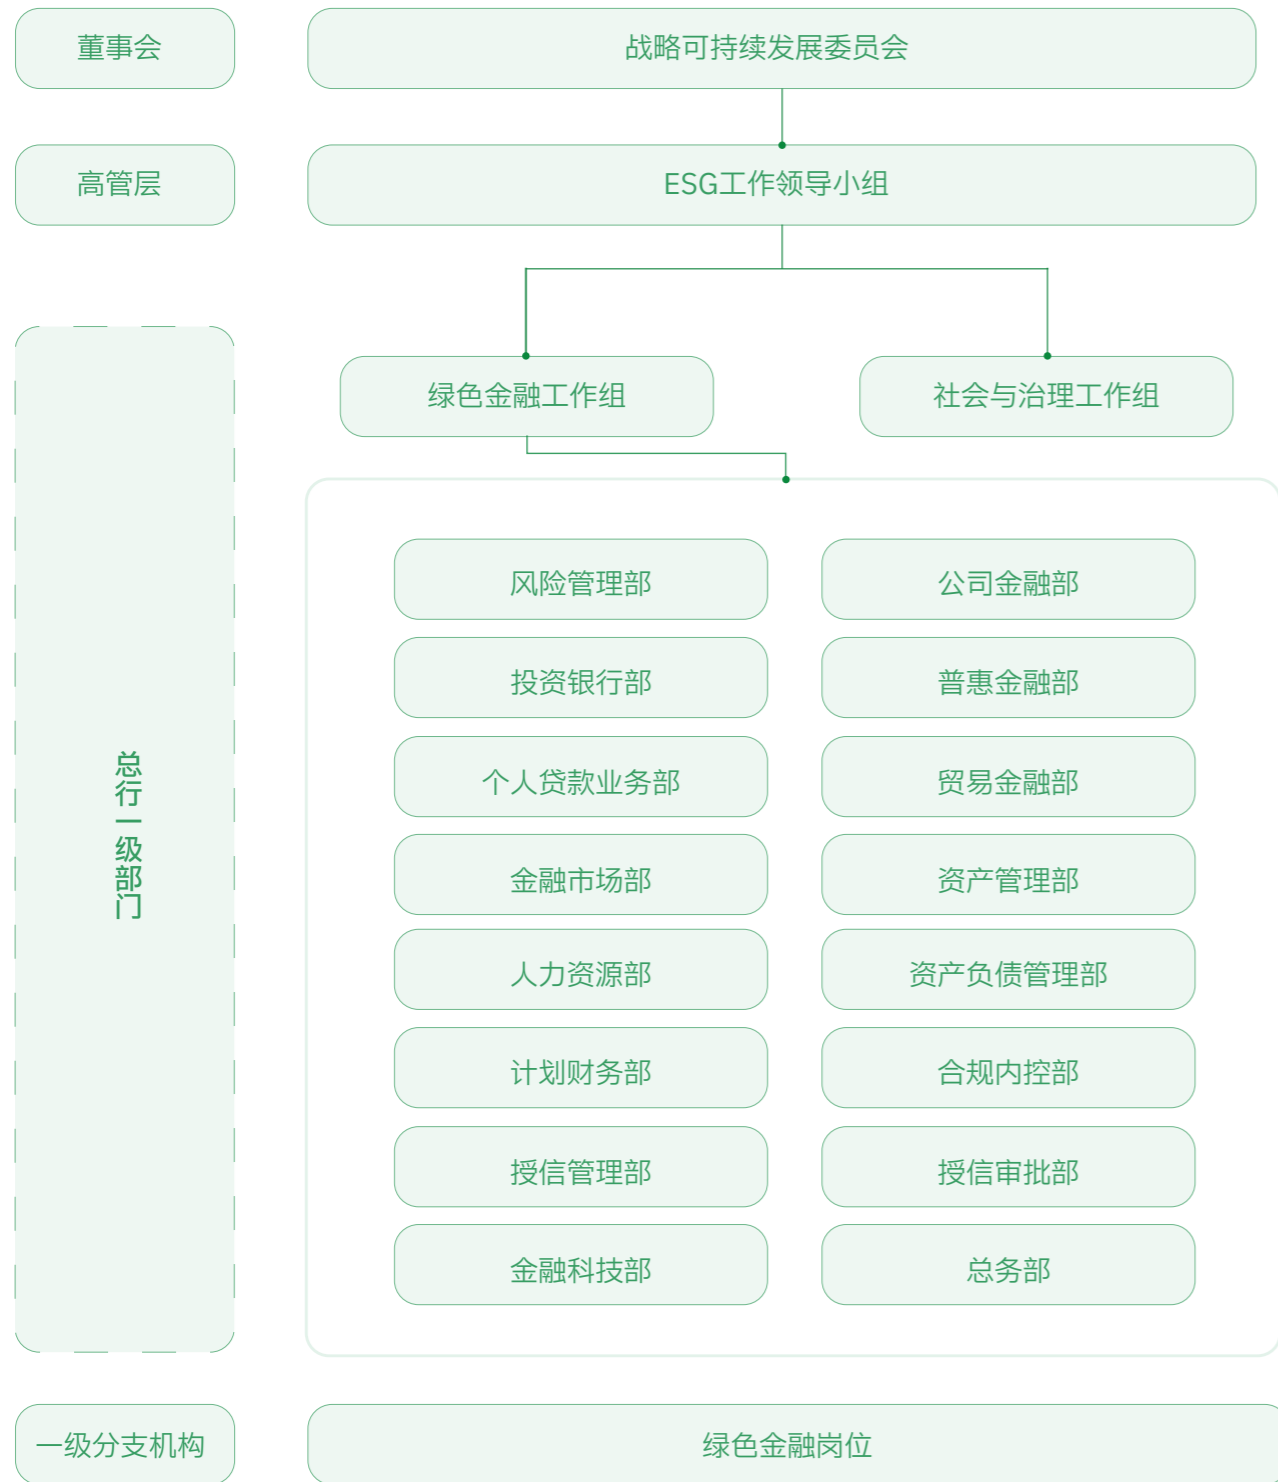 董事会
战略可持续发展委员会
高管层
ESG工作领导小组
绿色金融工作组
社会与治理工作组
总行一级部门
风险管理部
公司金融部
投资银行部
普惠金融部
个人贷款业务部
贸易金融部
金融市场部
资产管理部
人力资源部
资产负债管理部
计划财务部
合规内控部
授信管理部
授信审批部
金融科技部
总务部
一级分支机构
绿色金融岗位